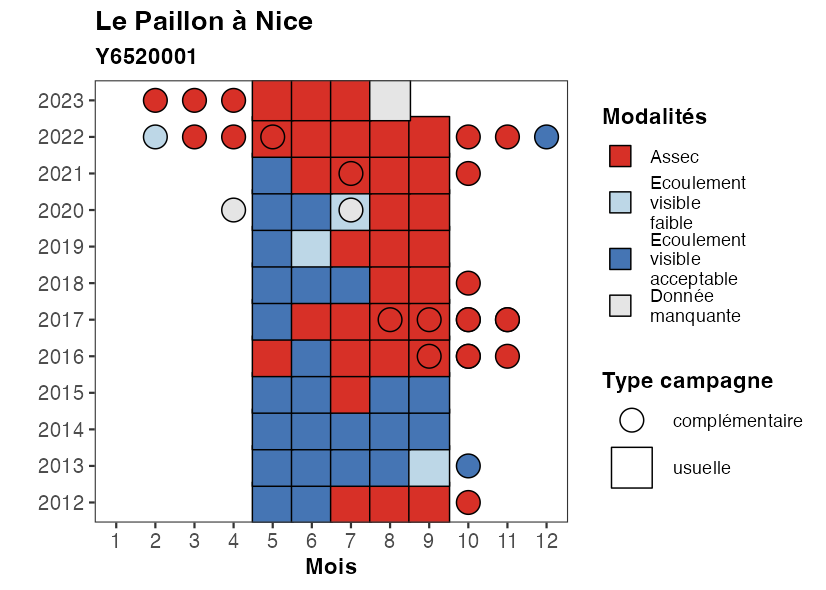 Le Paillon à Nice
Y6520001
2023
2022
2021
2020
2019
2018
2017
2016
2015
2014
2013
2012
1 2 3 4 5 6 7 8 9 10 11 12
Mois
Modalités
Assec
Ecoulement
visible
faible
Ecoulement
visible
acceptable
Donnée
manquante
Type campagne
complémentaire
usuelle